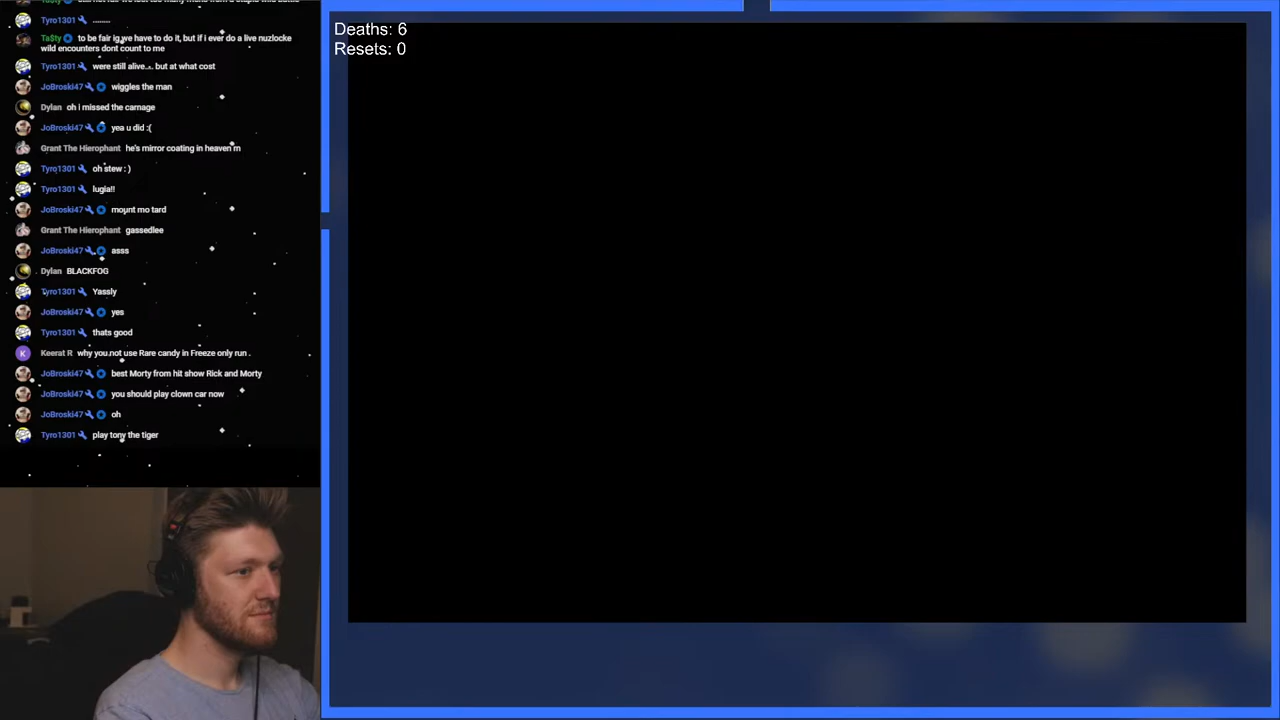 Deaths: 6
Resets: 0
Tyro1301 ........
Ta$ty to be fair ig we have to do it, but if i ever do a live nuzlocke
wild encounters dont count to me
Tyro1301 were still alive.... but at what cost
JoBroski47 wiggles the man
Dylan oh i missed the carnage
JoBroski47 yea u did :(
Grant The Hierophant he's mirror coating in heaven rn
Tyro1301 oh stew : )
Tyro1301 lugia!!
JoBroski47 mount mo tard
Grant The Hierophant gassedlee
JoBroski47 asss
Dylan BLACKFOG
Tyro1301 Yassly
JoBroski47 yes
Tyro1301 thats good
K Keerat R why you not use Rare candy in Freeze only run .
JoBroski47 best Morty from hit show Rick and Morty
JoBroski47 you should play clown car now
JoBroski47 oh
Tyro1301 play tony the tiger